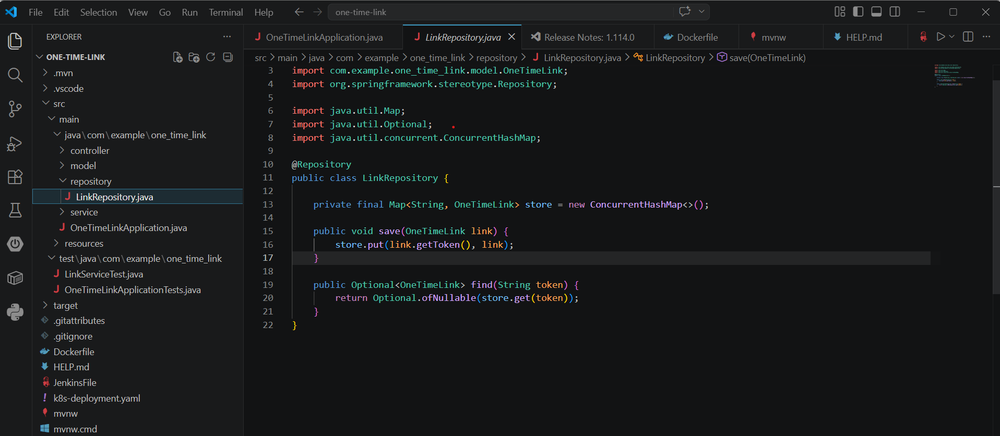 File Edit Selection View Go Run Terminal Help one-time-link
EXPLORER
ONE-TIME-LINK
.mvn
.vscode
src
main
java\com\example\one_time_link
controller
model
repository
LinkRepository.java
service
OneTimeLinkApplication.java
resources
test\java\com\example\one_time_link
LinkServiceTest.java
OneTimeLinkApplicationTests.java
target
.gitattributes
.gitignore
Dockerfile
HELP.md
JenkinsFile
k8s-deployment.yaml
mvnw
mvnw.cmd
OneTimeLinkApplication.java LinkRepository.java Release Notes: 1.114.0 Dockerfile mvnw HELP.md
src > main > java > com > example > one_time_link > repository > LinkRepository.java > LinkRepository > save(OneTimeLink)
3 import com.example.one_time_link.model.OneTimeLink;
4 import org.springframework.stereotype.Repository;
5
6 import java.util.Map;
7 import java.util.Optional;
8 import java.util.concurrent.ConcurrentHashMap;
9
10 @Repository
11 public class LinkRepository {
12
13 private final Map<String, OneTimeLink> store = new ConcurrentHashMap<>();
14
15 public void save(OneTimeLink link) {
16 store.put(link.getToken(), link);
17 }
18
19 public Optional<OneTimeLink> find(String token) {
20 return Optional.ofNullable(store.get(token));
21 }
22 }